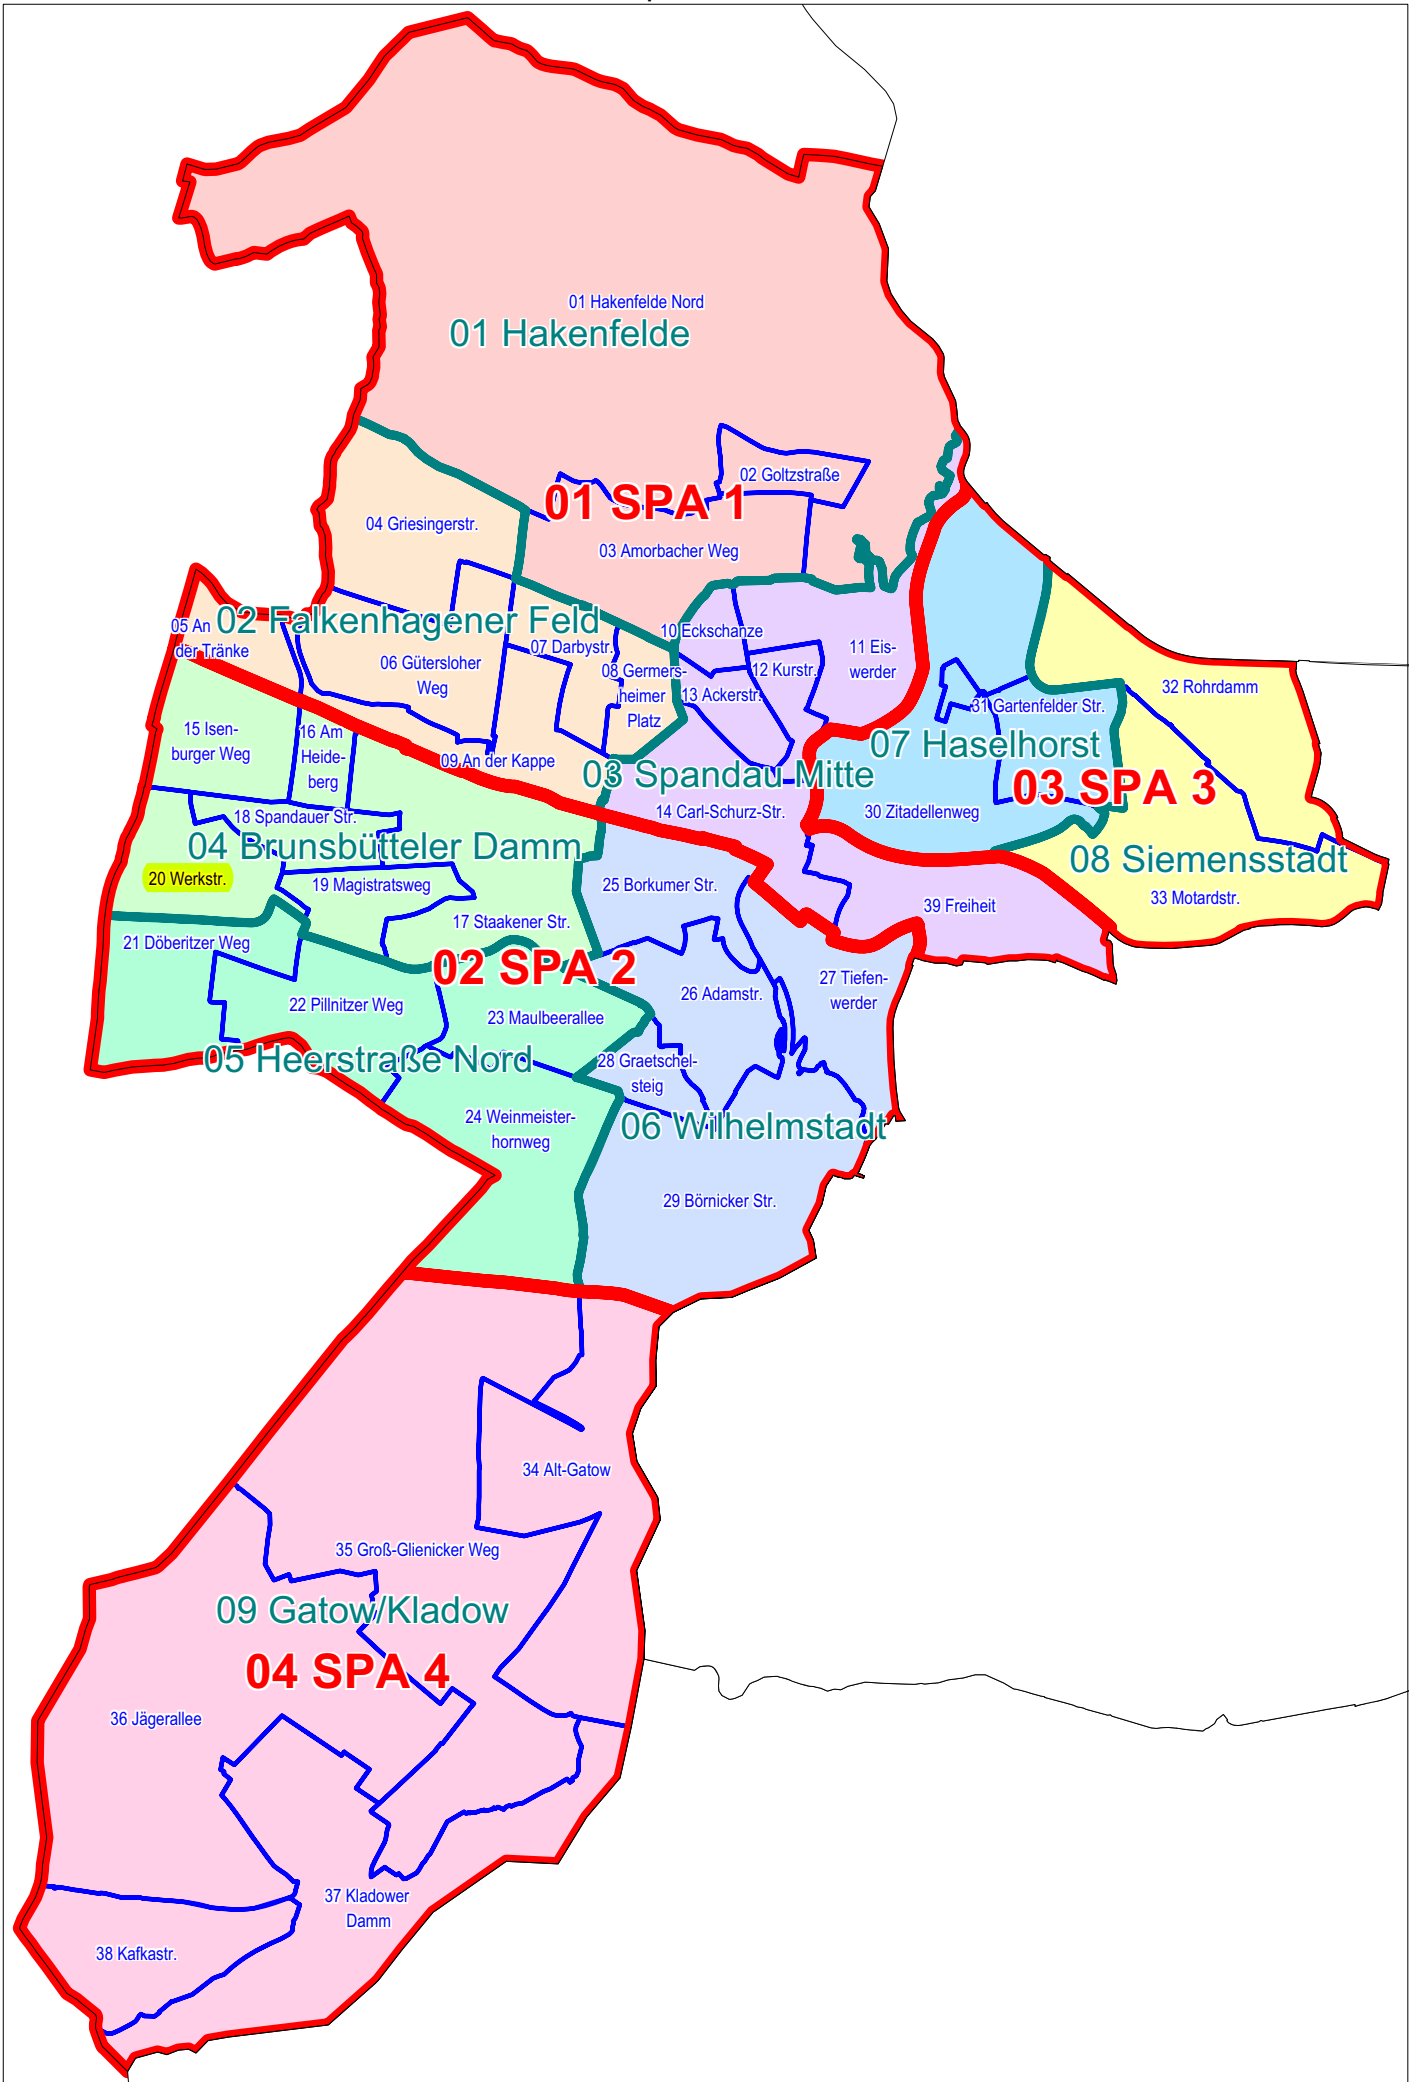 01 Hakenfelde Nord
01 Hakenfelde
02 Goltzstraße
01 SPA 1
04 Griesingerstr.
03 Amorbacher Weg
05 An
der Tränke
02 Falkenhagener Feld
10 Eckschanze
07 Darbystr.
11 Eis-
werder
06 Gütersloher
Weg
08 Germers-
heimer
Platz
12 Kurstr.
13 Ackerstr.
32 Rohrdamm
31 Gartenfelder Str.
15 Isen-
burger Weg
16 Am
Heide-
berg
07 Haselhorst
09 An der Kappe
03 Spandau Mitte
03 SPA 3
18 Spandauer Str.
14 Carl-Schurz-Str.
30 Zitadellenweg
04 Brunsbütteler Damm
08 Siemensstadt
20 Werkstr.
19 Magistratsweg
25 Borkumer Str.
33 Motardstr.
39 Freiheit
17 Staakener Str.
21 Döberitzer Weg
02 SPA 2
27 Tiefen-
werder
26 Adamstr.
22 Pillnitzer Weg
23 Maulbeerallee
05 Heerstraße Nord
28 Graetschel-
steig
24 Weinmeister-
hornweg
06 Wilhelmstadt
29 Börnicker Str.
34 Alt-Gatow
35 Groß-Glienicker Weg
09 Gatow/Kladow
04 SPA 4
36 Jägerallee
37 Kladower
Damm
38 Kafkastr.